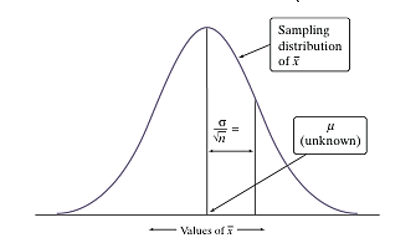 Sampling
distribution
of x̄
σ/√n =
μ
(unknown)
Values of x̄